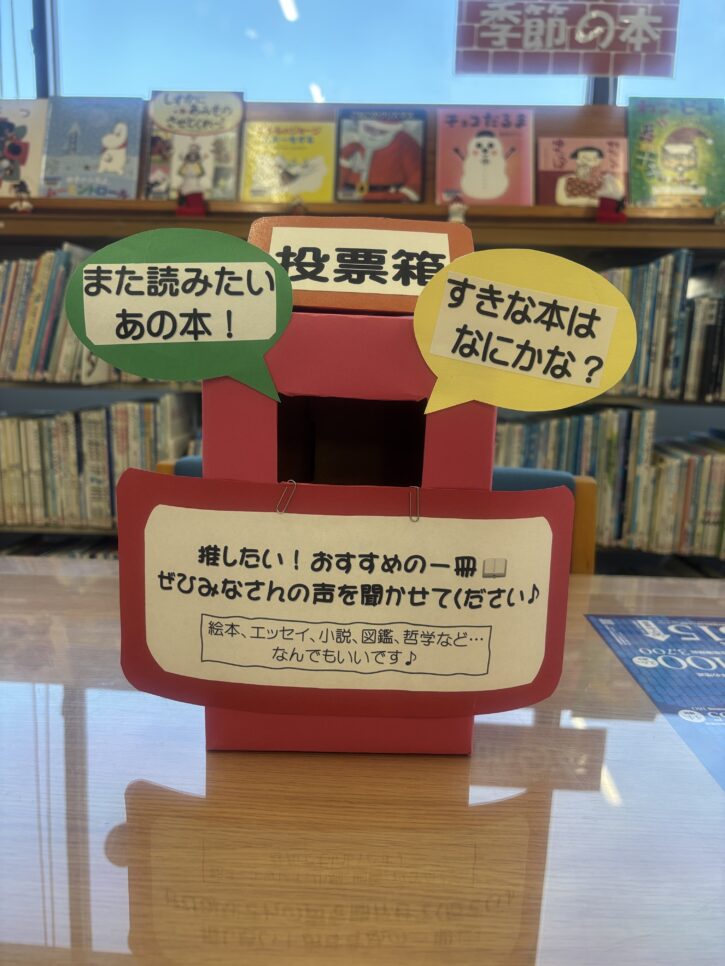 季節の本
チョコだるま
投票箱
また読みたい
あの本！
すきな本は
なにかな？
推したい！おすすめの一冊📖
ぜひみなさんの声を聞かせてください♪
絵本、エッセイ、小説、図鑑、哲学など…
なんでもいいです♪